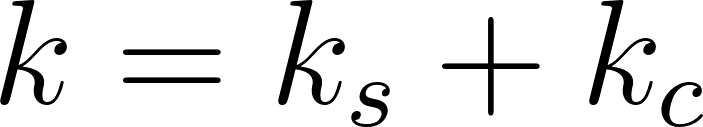 k = k_s + k_c